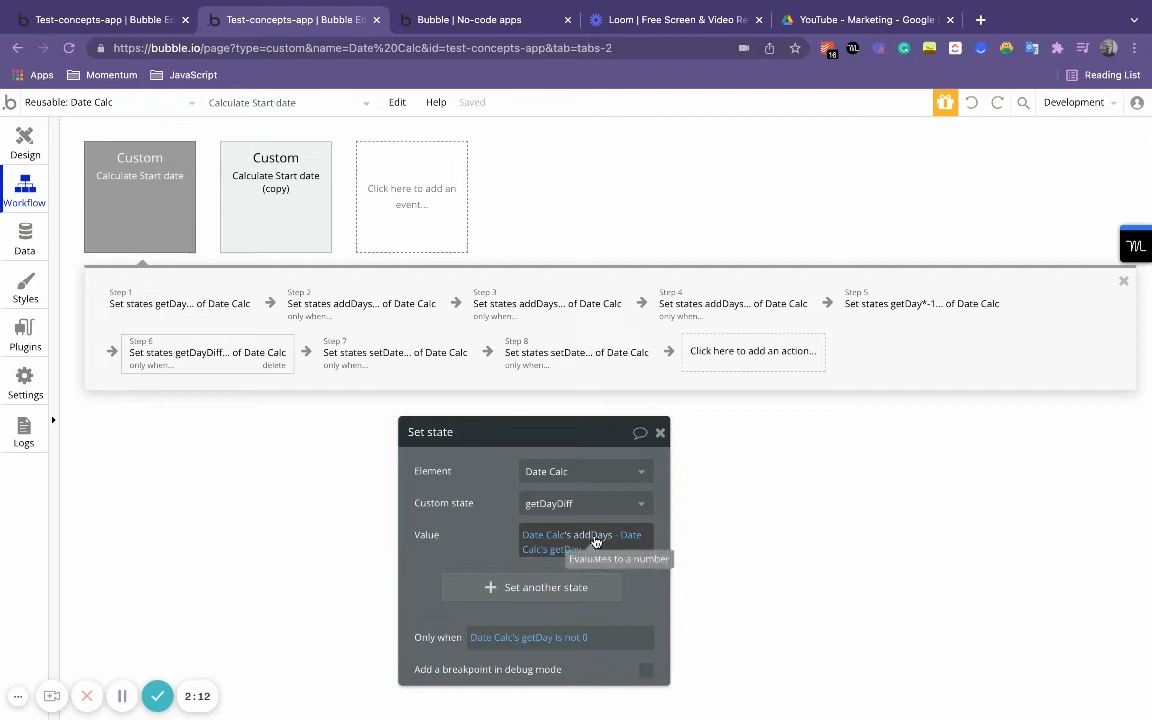 Test-concepts-app | Bubble Ed
Test-concepts-app | Bubble Ed
Bubble | No-code apps
Loom | Free Screen & Video Re
YouTube - Marketing - Google
https://bubble.io/page?type=custom&name=Date%20Calc&id=test-concepts-app&tab=tabs-2
16
Apps
Momentum
JavaScript
Reading List
Reusable: Date Calc
Calculate Start date
Edit
Help
Saved
Development
Design
Workflow
Data
Styles
Plugins
Settings
Logs
Custom
Calculate Start date
Custom
Calculate Start date
(copy)
Click here to add an
event...
Step 1
Set states getDay... of Date Calc
Step 2
Set states addDays... of Date Calc
only when...
Step 3
Set states addDays... of Date Calc
only when...
Step 4
Set states addDays... of Date Calc
only when...
Step 5
Set states getDay*-1... of Date Calc
Step 6
Set states getDayDiff... of Date Calc
only when...
delete
Step 7
Set states setDate... of Date Calc
only when...
Step 8
Set states setDate... of Date Calc
only when...
Click here to add an action...
Set state
Element
Date Calc
Custom state
getDayDiff
Value
Date Calc's addDays - Date
Calc's getDay
Evaluates to a number
Set another state
Only when
Date Calc's getDay is not 0
Add a breakpoint in debug mode
2:12